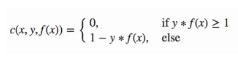 c(x, y, f(x)) = { 0, if y * f(x) ≥ 1
1 − y * f(x), else